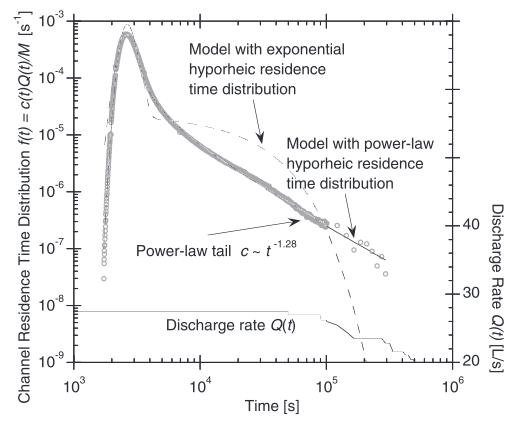 Channel Residence Time Distribution f(t) = c(t)Q(t)/M [s⁻¹]
10⁻³
10⁻⁴
10⁻⁵
10⁻⁶
10⁻⁷
10⁻⁸
10⁻⁹
Model with exponential
hyporheic residence
time distribution
Model with power-law
hyporheic residence
time distribution
Power-law tail c ~ t⁻¹·²⁸
Discharge rate Q(t)
40
30
20
Discharge Rate Q(t) [L/s]
10³
10⁴
10⁵
10⁶
Time [s]